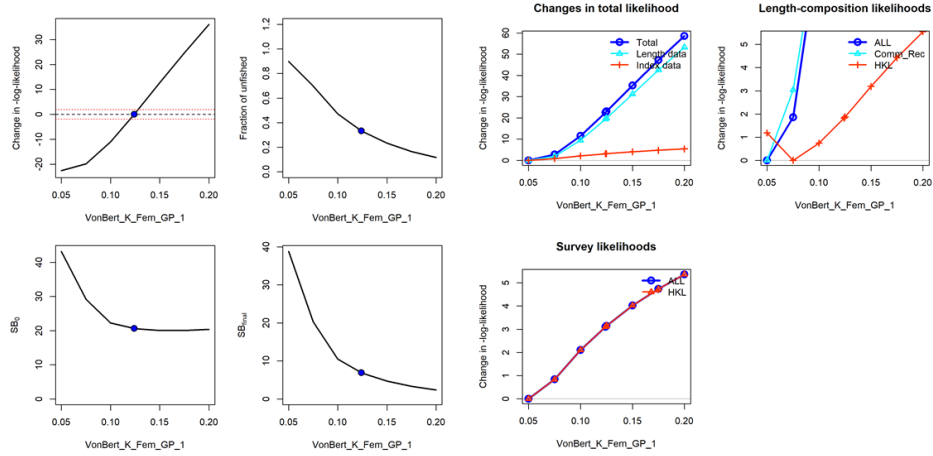 Change in -log-likelihood
-20
-10
0
10
20
30
0.05 0.10 0.15 0.20
VonBert_K_Fem_GP_1
Fraction of unfished
0.0
0.2
0.4
0.6
0.8
1.0
1.2
0.05 0.10 0.15 0.20
VonBert_K_Fem_GP_1
Changes in total likelihood
Change in -log-likelihood
0
10
20
30
40
50
60
Total
Length data
Index data
0.05 0.10 0.15 0.20
VonBert_K_Fem_GP_1
Length-composition likelihoods
Change in -log-likelihood
0
1
2
3
4
5
ALL
Comm_Rec
HKL
0.05 0.10 0.15 0.20
VonBert_K_Fem_GP_1
SB0
0
10
20
30
40
0.05 0.10 0.15 0.20
VonBert_K_Fem_GP_1
SBfinal
0
10
20
30
40
0.05 0.10 0.15 0.20
VonBert_K_Fem_GP_1
Survey likelihoods
Change in -log-likelihood
0
1
2
3
4
5
ALL
HKL
0.05 0.10 0.15 0.20
VonBert_K_Fem_GP_1